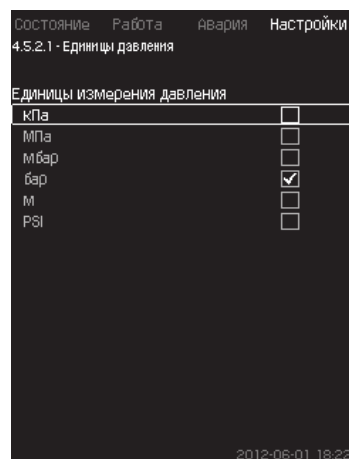 Состояние Работа Авария Настройки
4.5.2.1 - Единицы давления
Единицы измерения давления
кПа
МПа
мбар
бар
м
PSI
2012-06-01 18:22